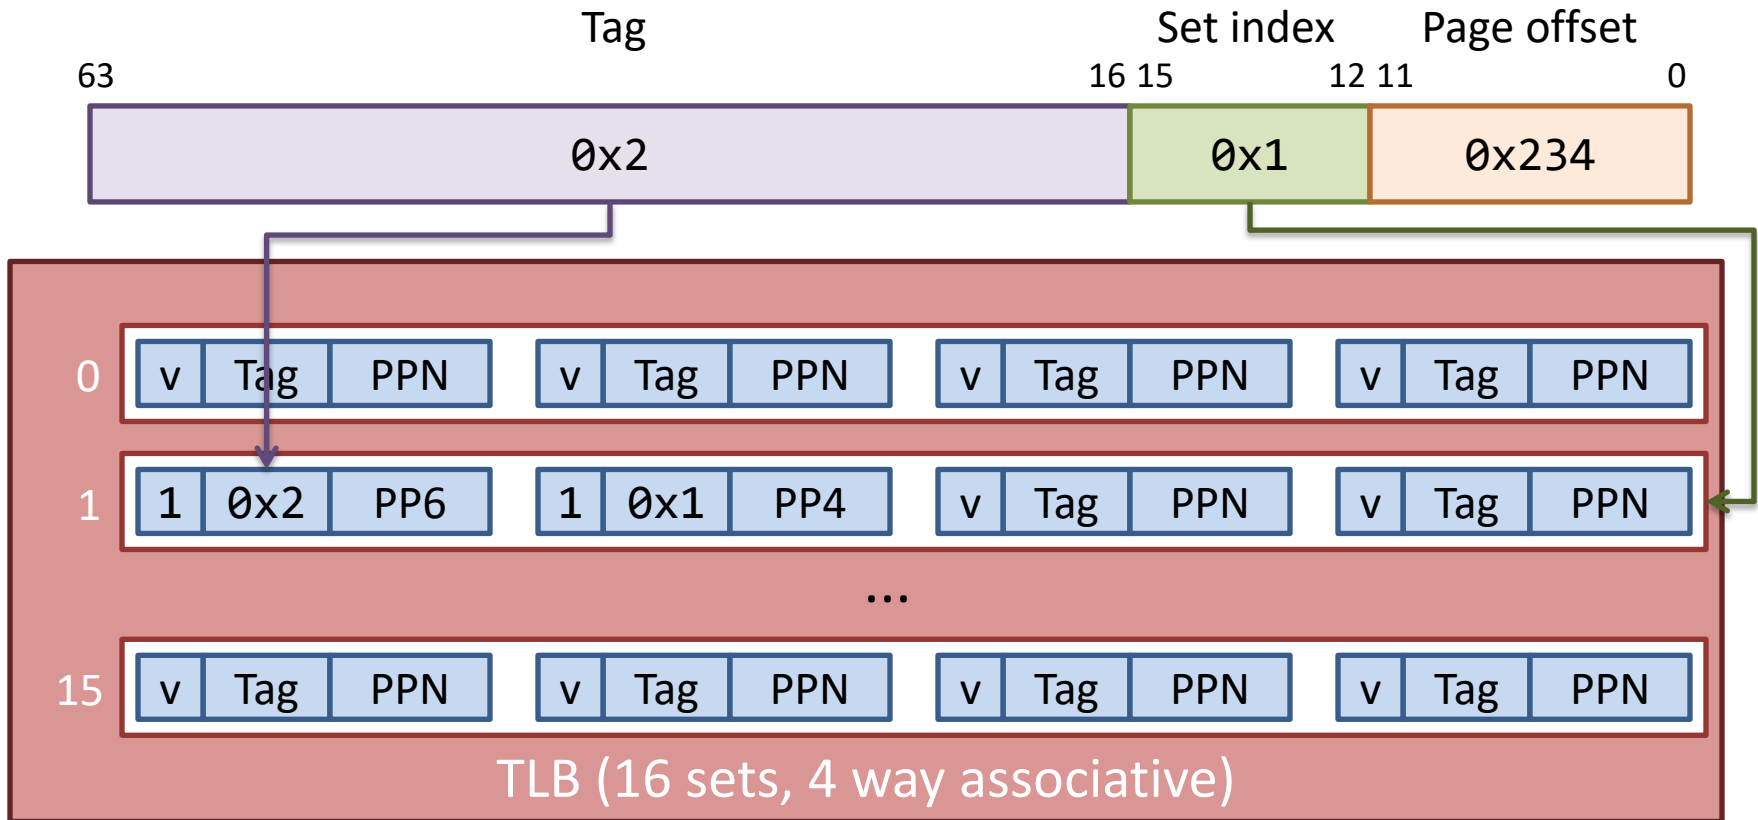 Tag Set index Page offset
63 16 15 12 11 0
0x2 0x1 0x234
0 v Tag PPN v Tag PPN v Tag PPN v Tag PPN
1 1 0x2 PP6 1 0x1 PP4 v Tag PPN v Tag PPN
...
15 v Tag PPN v Tag PPN v Tag PPN v Tag PPN
TLB (16 sets, 4 way associative)